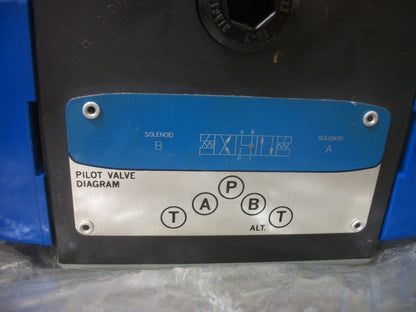 SOLENOID
B
SOLENOID
A
PILOT VALVE
DIAGRAM
T A P B T
ALT.